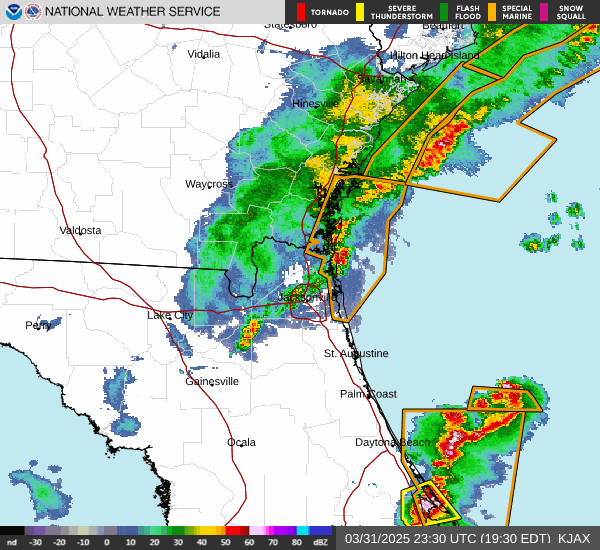 NATIONAL WEATHER SERVICE
TORNADO
SEVERE
THUNDERSTORM
FLASH
FLOOD
SPECIAL
MARINE
SNOW
SQUALL
Statesboro
Beaufort
Vidalia
Hilton Head Island
Savannah
Hinesville
Waycross
Valdosta
Jacksonville
Lake City
Perry
St. Augustine
Gainesville
Palm Coast
Ocala
Daytona Beach
nd -30 -20 -10 0 10 20 30 40 50 60 70 80 dBZ
03/31/2025 23:30 UTC (19:30 EDT) KJAX